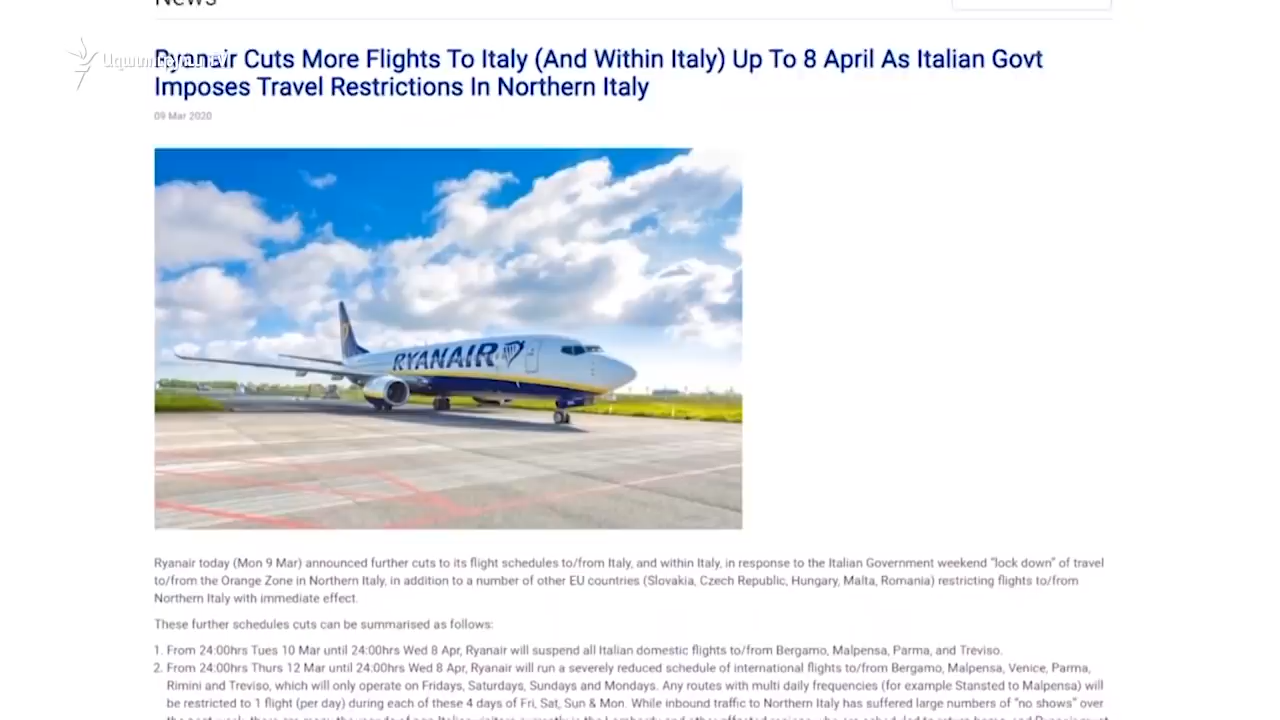 News
Ազատություն TV
Ryanair Cuts More Flights To Italy (And Within Italy) Up To 8 April As Italian Govt
Imposes Travel Restrictions In Northern Italy
09 Mar 2020
RYANAIR
Ryanair today (Mon 9 Mar) announced further cuts to its flight schedules to/from Italy, and within Italy, in response to the Italian Government weekend “lock down” of travel
to/from the Orange Zone in Northern Italy, in addition to a number of other EU countries (Slovakia, Czech Republic, Hungary, Malta, Romania) restricting flights to/from
Northern Italy with immediate effect.
These further schedules cuts can be summarised as follows:
1. From 24:00hrs Tues 10 Mar until 24:00hrs Wed 8 Apr, Ryanair will suspend all Italian domestic flights to/from Bergamo, Malpensa, Parma, and Treviso.
2. From 24:00hrs Thurs 12 Mar until 24:00hrs Wed 8 Apr, Ryanair will run a severely reduced schedule of international flights to/from Bergamo, Malpensa, Venice, Parma,
Rimini and Treviso, which will only operate on Fridays, Saturdays, Sundays and Mondays. Any routes with multi daily frequencies (for example Stansted to Malpensa) will
be restricted to 1 flight (per day) during each of these 4 days of Fri, Sat, Sun & Mon. While inbound traffic to Northern Italy has suffered large numbers of “no shows” over